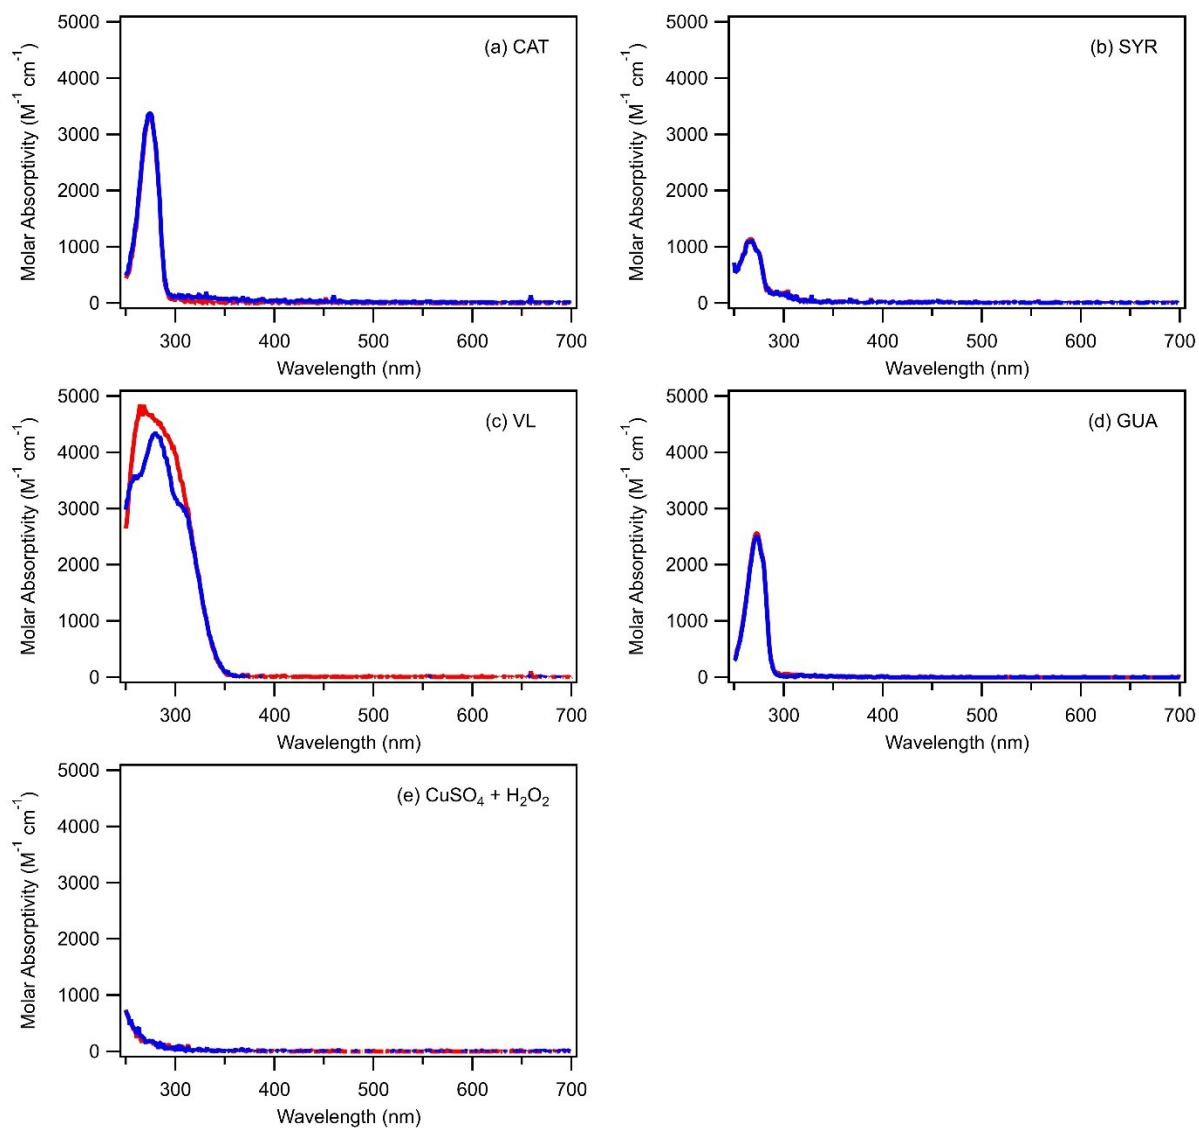 (a) CAT
Molar Absorptivity (M⁻¹ cm⁻¹)
5000
4000
3000
2000
1000
0
300 400 500 600 700
Wavelength (nm)
(b) SYR
Molar Absorptivity (M⁻¹ cm⁻¹)
5000
4000
3000
2000
1000
0
300 400 500 600 700
Wavelength (nm)
(c) VL
Molar Absorptivity (M⁻¹ cm⁻¹)
5000
4000
3000
2000
1000
0
300 400 500 600 700
Wavelength (nm)
(d) GUA
Molar Absorptivity (M⁻¹ cm⁻¹)
5000
4000
3000
2000
1000
0
300 400 500 600 700
Wavelength (nm)
(e) CuSO₄ + H₂O₂
Molar Absorptivity (M⁻¹ cm⁻¹)
5000
4000
3000
2000
1000
0
300 400 500 600 700
Wavelength (nm)